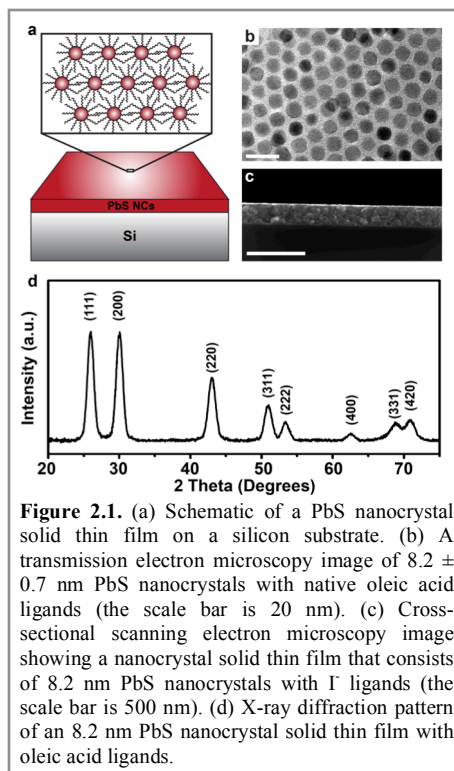 a
b
PbS NCs
Si
c
d
Intensity (a.u.)
(111)
(200)
(220)
(311)
(222)
(400)
(331)
(420)
20 30 40 50 60 70
2 Theta (Degrees)
Figure 2.1. (a) Schematic of a PbS nanocrystal
solid thin film on a silicon substrate. (b) A
transmission electron microscopy image of 8.2 ±
0.7 nm PbS nanocrystals with native oleic acid
ligands (the scale bar is 20 nm). (c) Cross-
sectional scanning electron microscopy image
showing a nanocrystal solid thin film that consists
of 8.2 nm PbS nanocrystals with I⁻ ligands (the
scale bar is 500 nm). (d) X-ray diffraction pattern
of an 8.2 nm PbS nanocrystal solid thin film with
oleic acid ligands.